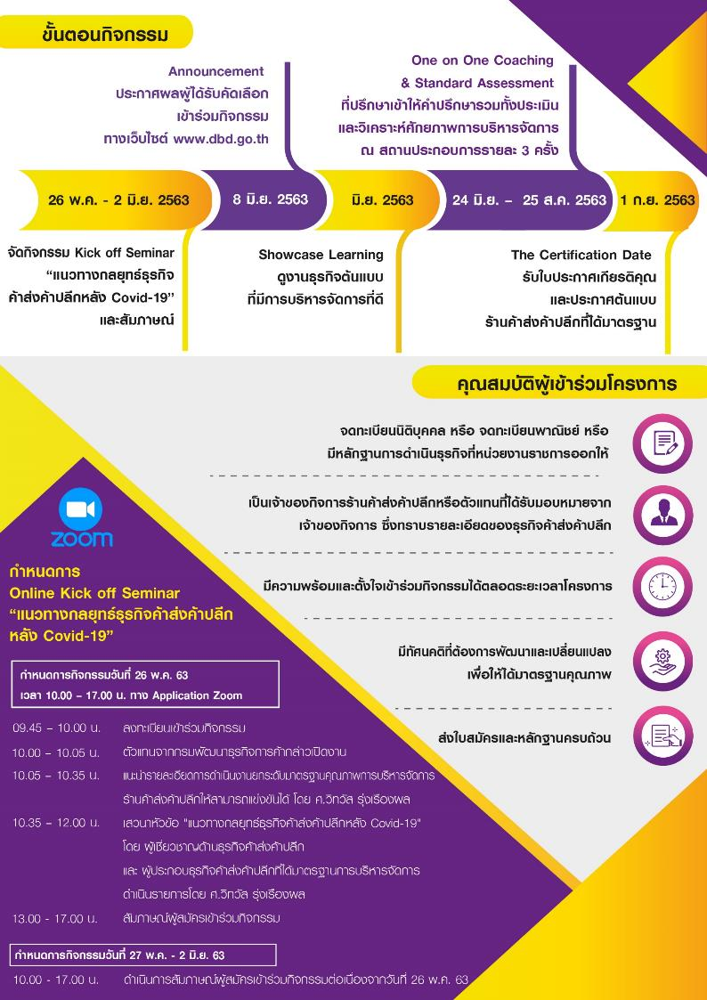 ขั้นตอนกิจกรรม
Announcement
ประกาศผลผู้ได้รับคัดเลือก
เข้าร่วมกิจกรรม
ทางเว็บไซต์ www.dbd.go.th
One on One Coaching
& Standard Assessment
ที่ปรึกษาเข้าให้คำปรึกษารวมทั้งประเมิน
และวิเคราะห์ศักยภาพการบริหารจัดการ
ณ สถานประกอบการรายละ 3 ครั้ง
26 พ.ค. - 2 มิ.ย. 2563
8 มิ.ย. 2563
มิ.ย. 2563
24 มิ.ย. – 25 ส.ค. 2563
1 ก.ย. 2563
จัดกิจกรรม Kick off Seminar
“แนวทางกลยุทธ์ธุรกิจ
ค้าส่งค้าปลีกหลัง Covid-19”
และสัมภาษณ์
Showcase Learning
ดูงานธุรกิจต้นแบบ
ที่มีการบริหารจัดการที่ดี
The Certification Date
รับใบประกาศเกียรติคุณ
และประกาศต้นแบบ
ร้านค้าส่งค้าปลีกที่ได้มาตรฐาน
คุณสมบัติผู้เข้าร่วมโครงการ
จดทะเบียนนิติบุคคล หรือ จดทะเบียนพาณิชย์ หรือ
มีหลักฐานการดำเนินธุรกิจที่หน่วยงานราชการออกให้
เป็นเจ้าของกิจการร้านค้าส่งค้าปลีกหรือตัวแทนที่ได้รับมอบหมายจาก
เจ้าของกิจการ ซึ่งทราบรายละเอียดของธุรกิจค้าส่งค้าปลีก
มีความพร้อมและตั้งใจเข้าร่วมกิจกรรมได้ตลอดระยะเวลาโครงการ
มีทัศนคติที่ต้องการพัฒนาและเปลี่ยนแปลง
เพื่อให้ได้มาตรฐานคุณภาพ
ส่งใบสมัครและหลักฐานครบถ้วน
zoom
กำหนดการ
Online Kick off Seminar
“แนวทางกลยุทธ์ธุรกิจค้าส่งค้าปลีก
หลัง Covid-19”
กำหนดการกิจกรรมวันที่ 26 พ.ค. 63
เวลา 10.00 – 17.00 น. ทาง Application Zoom
09.45 – 10.00 น. ลงทะเบียนเข้าร่วมกิจกรรม
10.00 – 10.05 น. ตัวแทนจากกรมพัฒนาธุรกิจการค้ากล่าวเปิดงาน
10.05 – 10.35 น. แนะนำรายละเอียดการดำเนินงานยกระดับมาตรฐานคุณภาพการบริหารจัดการ
ร้านค้าส่งค้าปลีกให้สามารถแข่งขันได้ โดย ศ.วิทวัส รุ่งเรืองผล
10.35 – 12.00 น. เสวนาหัวข้อ "แนวทางกลยุทธ์ธุรกิจค้าส่งค้าปลีกหลัง Covid-19"
โดย ผู้เชี่ยวชาญด้านธุรกิจค้าส่งค้าปลีก
และ ผู้ประกอบธุรกิจค้าส่งค้าปลีกที่ได้มาตรฐานการบริหารจัดการ
ดำเนินรายการโดย ศ.วิทวัส รุ่งเรืองผล
13.00 - 17.00 น. สัมภาษณ์ผู้สมัครเข้าร่วมกิจกรรม
กำหนดการกิจกรรมวันที่ 27 พ.ค. - 2 มิ.ย. 63
10.00 - 17.00 น. ดำเนินการสัมภาษณ์ผู้สมัครเข้าร่วมกิจกรรมต่อเนื่องจากวันที่ 26 พ.ค. 63